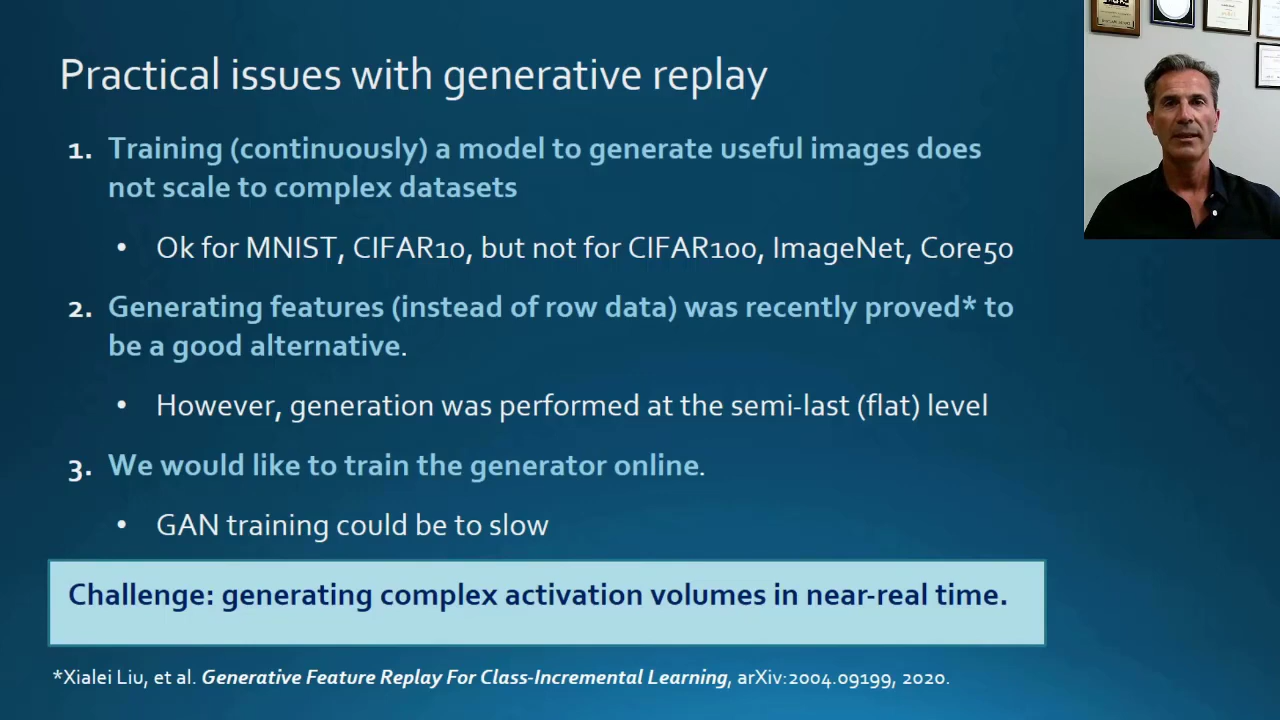 Practical issues with generative replay
1. Training (continuously) a model to generate useful images does
not scale to complex datasets
• Ok for MNIST, CIFAR10, but not for CIFAR100, ImageNet, Core50
2. Generating features (instead of row data) was recently proved* to
be a good alternative.
• However, generation was performed at the semi-last (flat) level
3. We would like to train the generator online.
• GAN training could be to slow
Challenge: generating complex activation volumes in near-real time.
*Xialei Liu, et al. Generative Feature Replay For Class-Incremental Learning, arXiv:2004.09199, 2020.